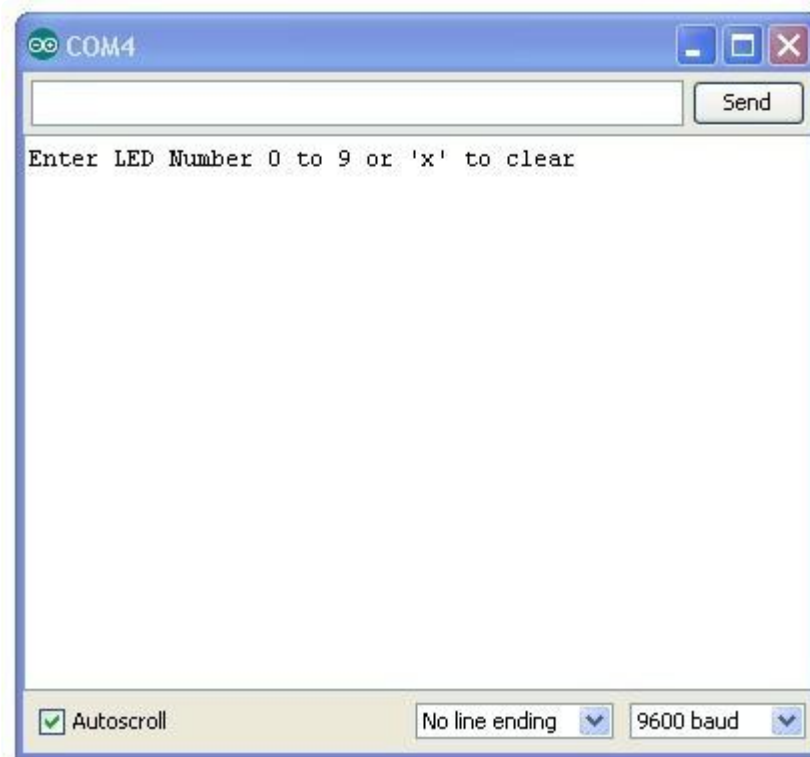 COM4
Send
Enter LED Number 0 to 9 or 'x' to clear
Autoscroll
No line ending
9600 baud